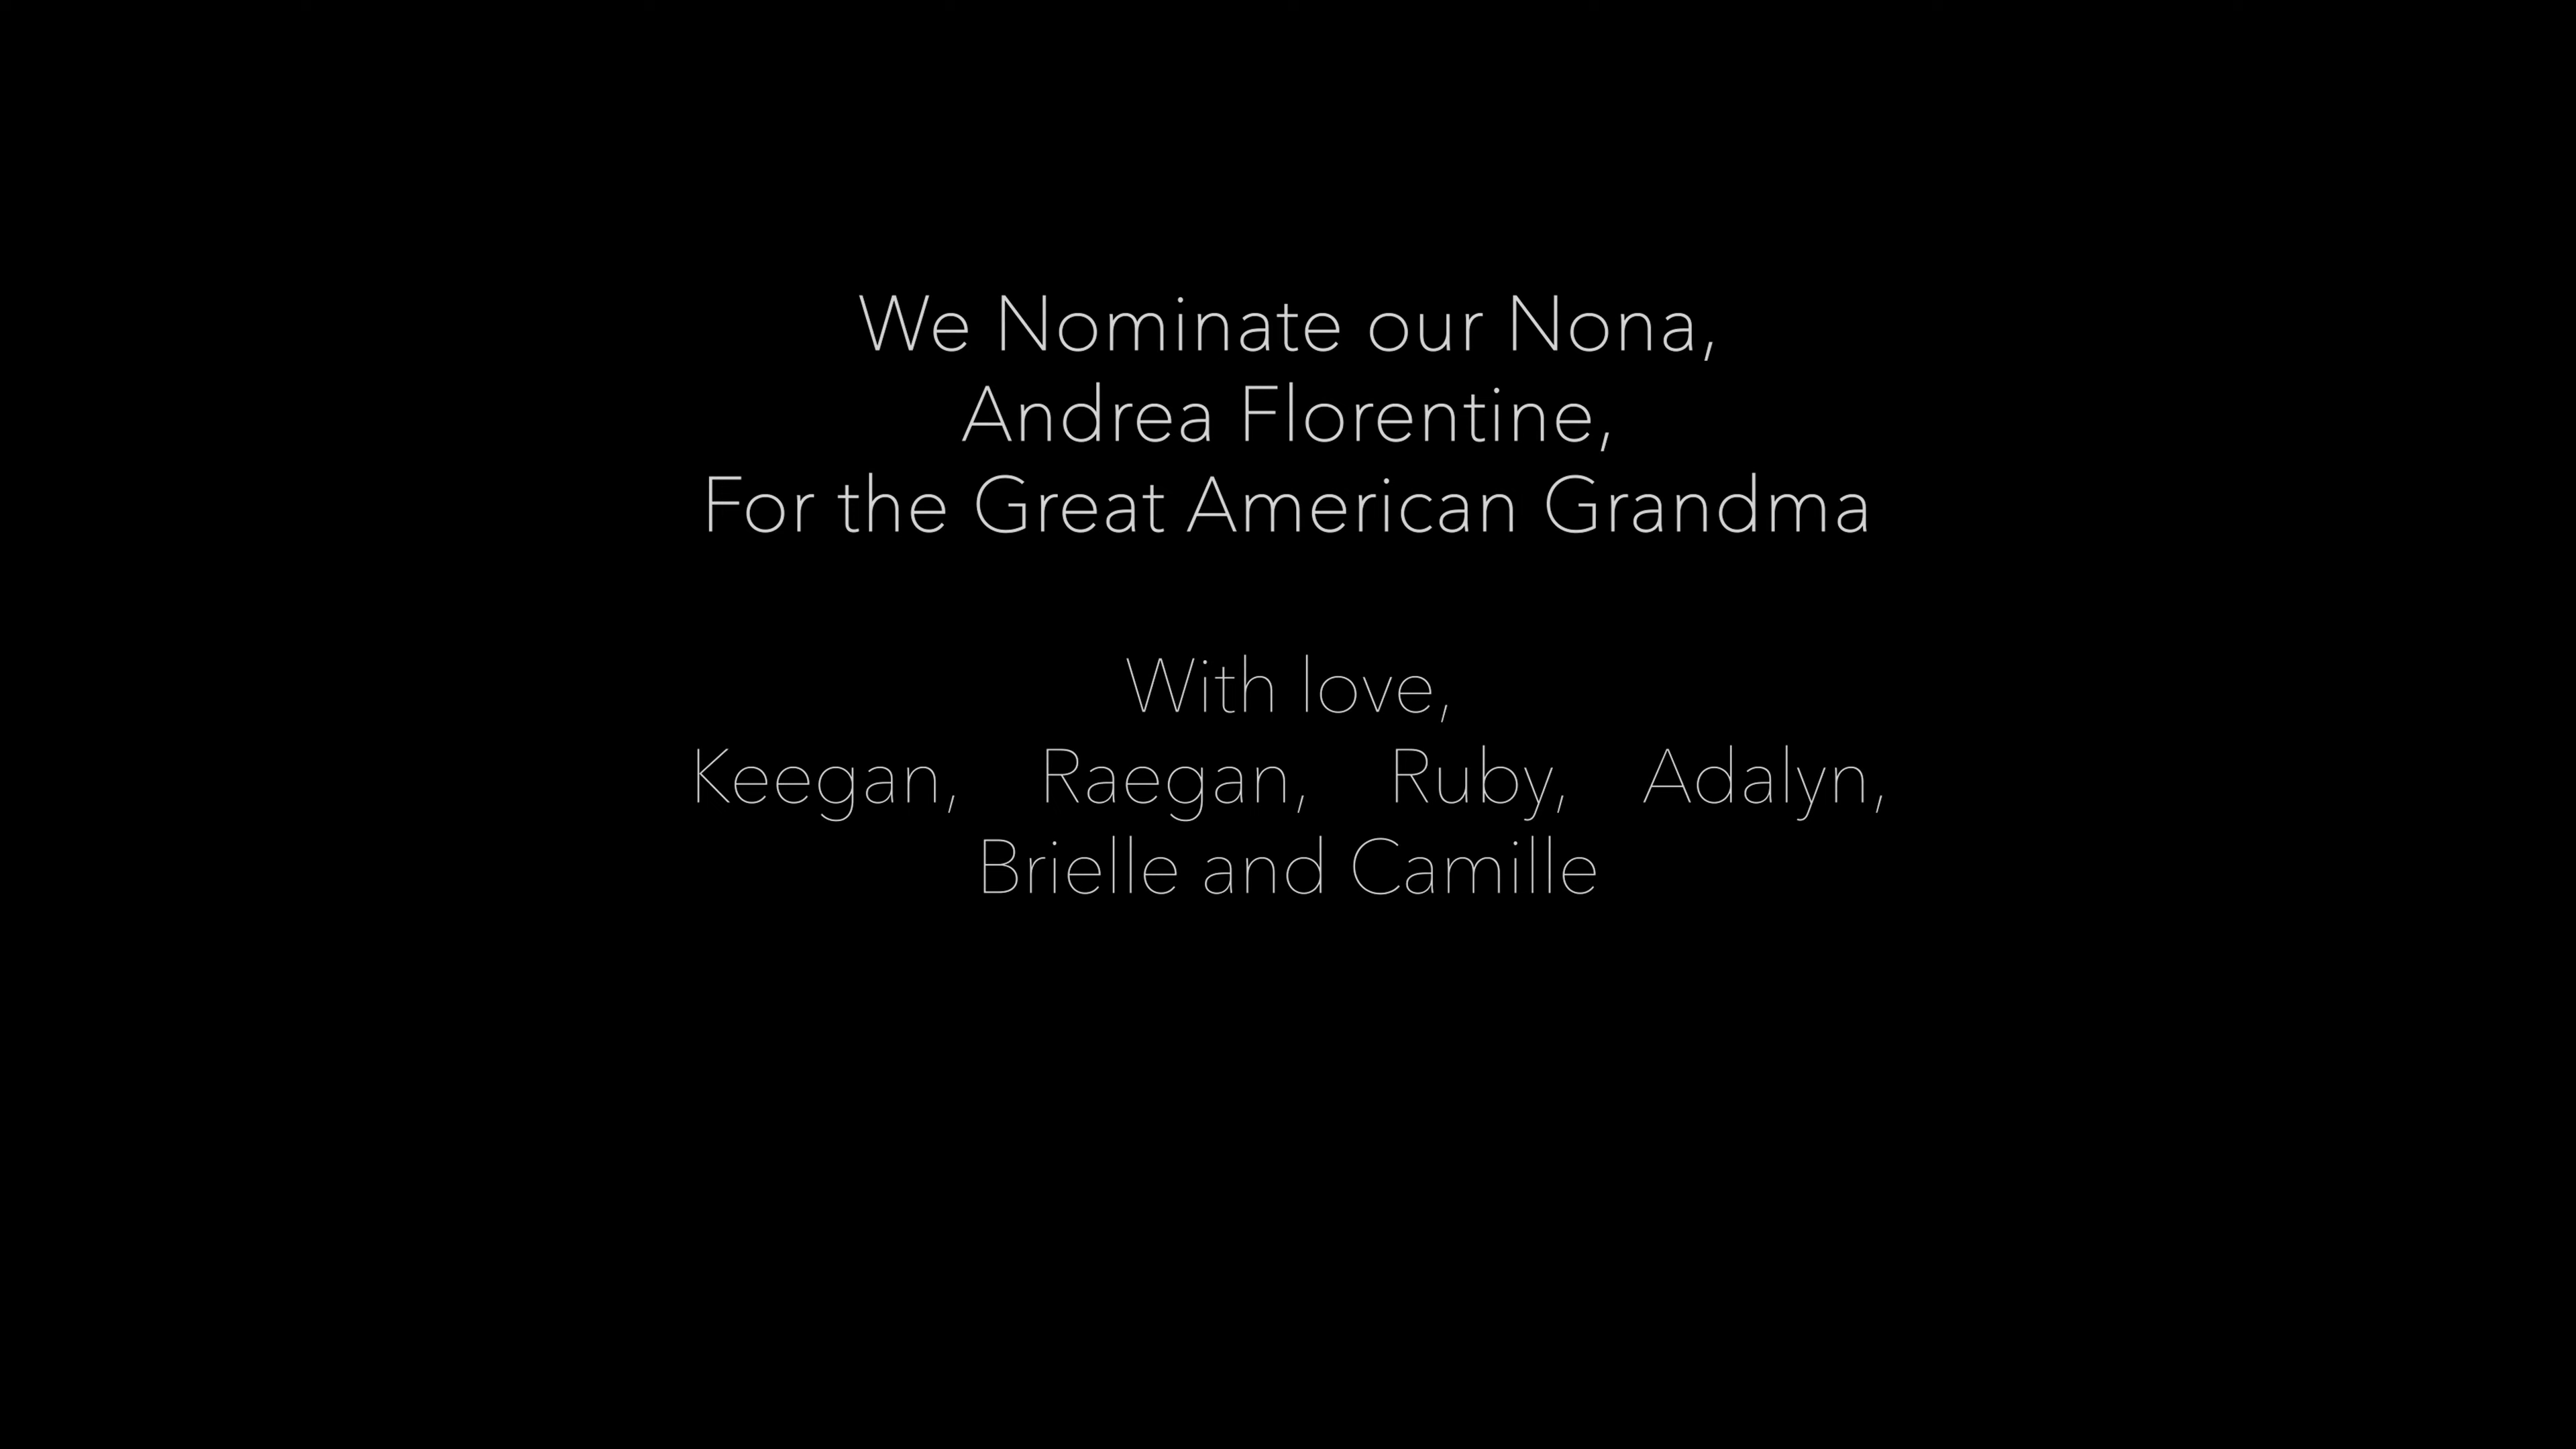 We Nominate our Nona,
Andrea Florentine,
For the Great American Grandma
With love,
Keegan, Raegan, Ruby, Adalyn,
Brielle and Camille